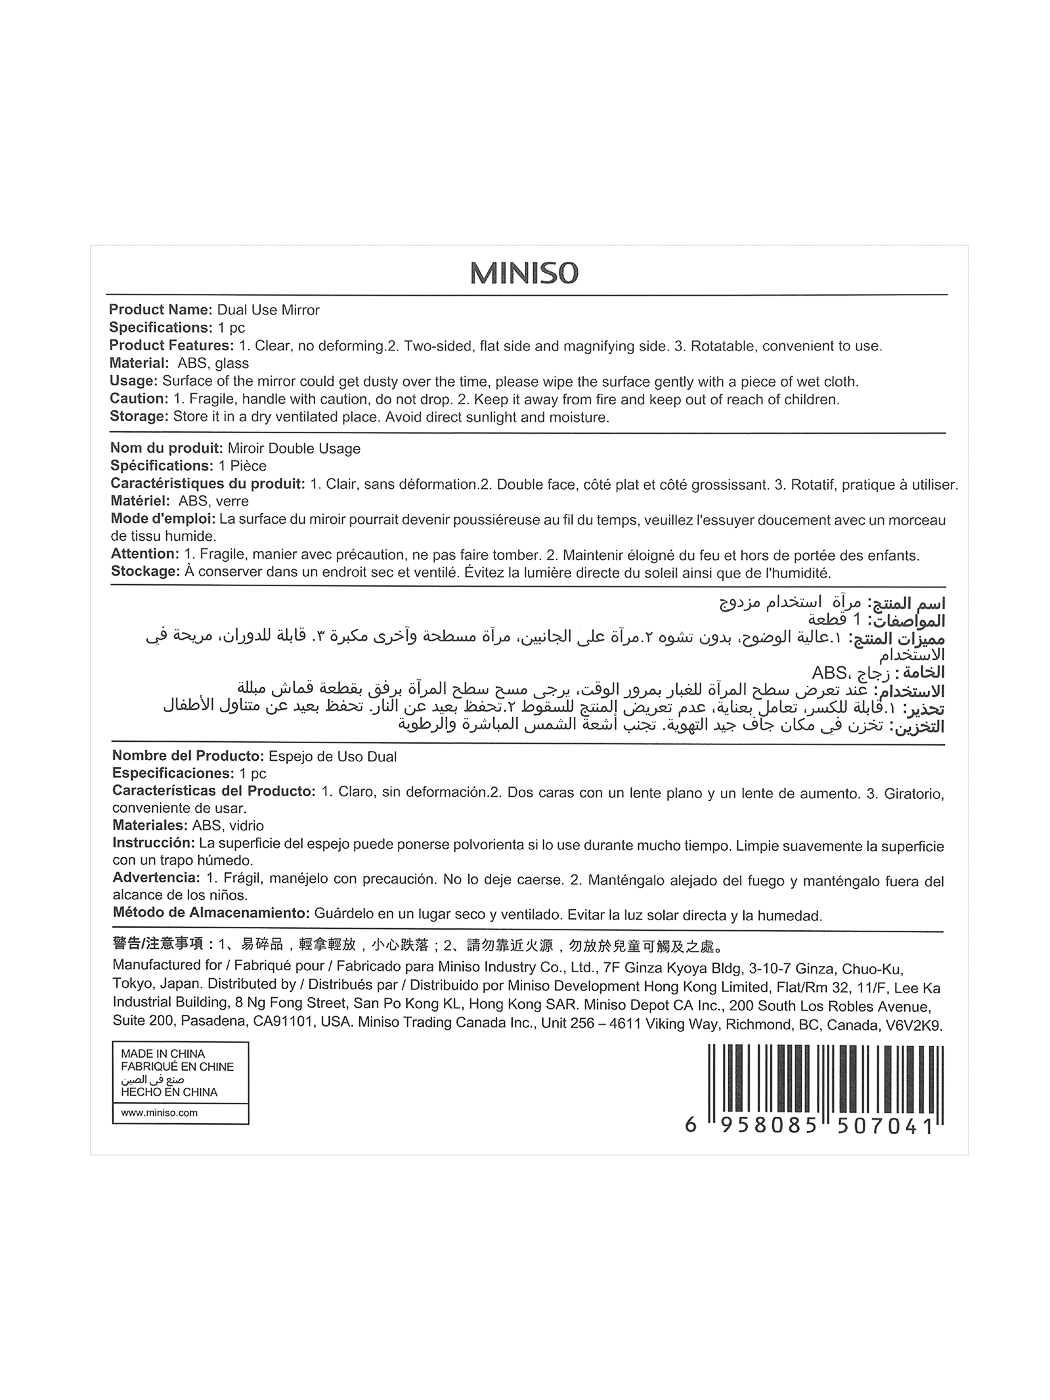 MINISO
Product Name: Dual Use Mirror
Specifications: 1 pc
Product Features: 1. Clear, no deforming.2. Two-sided, flat side and magnifying side. 3. Rotatable, convenient to use.
Material: ABS, glass
Usage: Surface of the mirror could get dusty over the time, please wipe the surface gently with a piece of wet cloth.
Caution: 1. Fragile, handle with caution, do not drop. 2. Keep it away from fire and keep out of reach of children.
Storage: Store it in a dry ventilated place. Avoid direct sunlight and moisture.
Nom du produit: Miroir Double Usage
Spécifications: 1 Pièce
Caractéristiques du produit: 1. Clair, sans déformation.2. Double face, côté plat et côté grossissant. 3. Rotatif, pratique à utiliser.
Matériel: ABS, verre
Mode d'emploi: La surface du miroir pourrait devenir poussiéreuse au fil du temps, veuillez l'essuyer doucement avec un morceau
de tissu humide.
Attention: 1. Fragile, manier avec précaution, ne pas faire tomber. 2. Maintenir éloigné du feu et hors de portée des enfants.
Stockage: À conserver dans un endroit sec et ventilé. Évitez la lumière directe du soleil ainsi que de l'humidité.
اسم المنتج: مرآة استخدام مزدوج
المواصفات: 1 قطعة
مميزات المنتج: ١.عالية الوضوح، بدون تشوه ٢.مرآة على الجانبين، مرآة مسطحة وآخرى مكبرة ٣. قابلة للدوران، مريحة في
الاستخدام
الخامة: زجاج ،ABS
الاستخدام: عند تعرض سطح المرآة للغبار بمرور الوقت، يرجى مسح سطح المرآة برفق بقطعة قماش مبللة
تحذير: ١.قابلة للكسر، تعامل بعناية، عدم تعريض المنتج للسقوط ٢.تحفظ بعيد عن النار. تحفظ بعيد عن متناول الأطفال
التخزين: تخزن في مكان جاف جيد التهوية. تجنب أشعة الشمس المباشرة والرطوبة
Nombre del Producto: Espejo de Uso Dual
Especificaciones: 1 pc
Características del Producto: 1. Claro, sin deformación.2. Dos caras con un lente plano y un lente de aumento. 3. Giratorio,
conveniente de usar.
Materiales: ABS, vidrio
Instrucción: La superficie del espejo puede ponerse polvorienta si lo use durante mucho tiempo. Limpie suavemente la superficie
con un trapo húmedo.
Advertencia: 1. Frágil, manéjelo con precaución. No lo deje caerse. 2. Manténgalo alejado del fuego y manténgalo fuera del
alcance de los niños.
Método de Almacenamiento: Guárdelo en un lugar seco y ventilado. Evitar la luz solar directa y la humedad.
警告/注意事項：1、易碎品，輕拿輕放，小心跌落；2、請勿靠近火源，勿放於兒童可觸及之處。
Manufactured for / Fabriqué pour / Fabricado para Miniso Industry Co., Ltd., 7F Ginza Kyoya Bldg, 3-10-7 Ginza, Chuo-Ku,
Tokyo, Japan. Distributed by / Distribués par / Distribuido por Miniso Development Hong Kong Limited, Flat/Rm 32, 11/F, Lee Ka
Industrial Building, 8 Ng Fong Street, San Po Kong KL, Hong Kong SAR. Miniso Depot CA Inc., 200 South Los Robles Avenue,
Suite 200, Pasadena, CA91101, USA. Miniso Trading Canada Inc., Unit 256 – 4611 Viking Way, Richmond, BC, Canada, V6V2K9.
MADE IN CHINA
FABRIQUÉ EN CHINE
صنع في الصين
HECHO EN CHINA
www.miniso.com
6 958085 507041